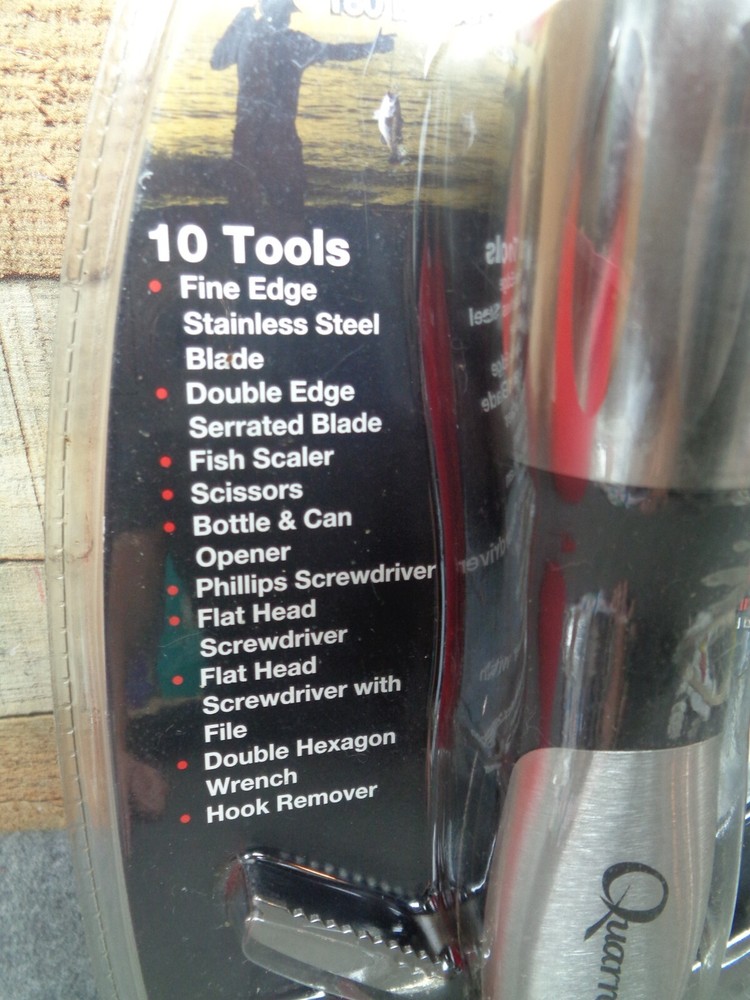 10 Tools
Fine Edge
Stainless Steel
Blade
Double Edge
Serrated Blade
Fish Scaler
Scissors
Bottle & Can
Opener
Phillips Screwdriver
Flat Head
Screwdriver
Flat Head
Screwdriver with
File
Double Hexagon
Wrench
Hook Remover